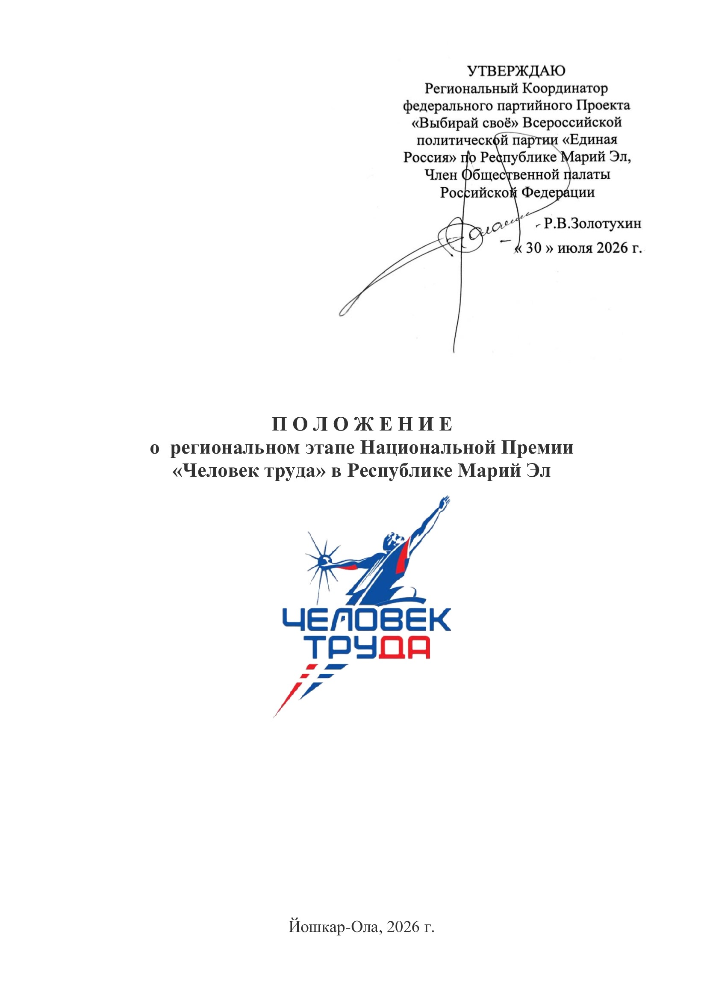 УТВЕРЖДАЮ
Региональный Координатор
федерального партийного Проекта
«Выбирай своё» Всероссийской
политической партии «Единая
Россия» по Республике Марий Эл,
Член Общественной палаты
Российской Федерации
Р.В.Золотухин
« 30 » июля 2026 г.
П О Л О Ж Е Н И Е
о региональном этапе Национальной Премии
«Человек труда» в Республике Марий Эл
ЧЕЛОВЕК
ТРУДА
Йошкар-Ола, 2026 г.